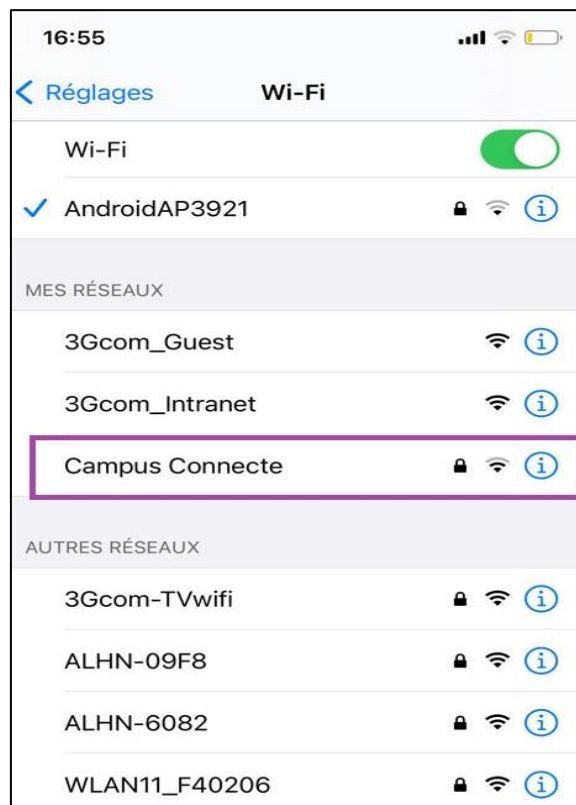 16:55
Réglages Wi-Fi
Wi-Fi
AndroidAP3921
MES RÉSEAUX
3Gcom_Guest
3Gcom_Intranet
Campus Connecte
AUTRES RÉSEAUX
3Gcom-TVwifi
ALHN-09F8
ALHN-6082
WLAN11_F40206